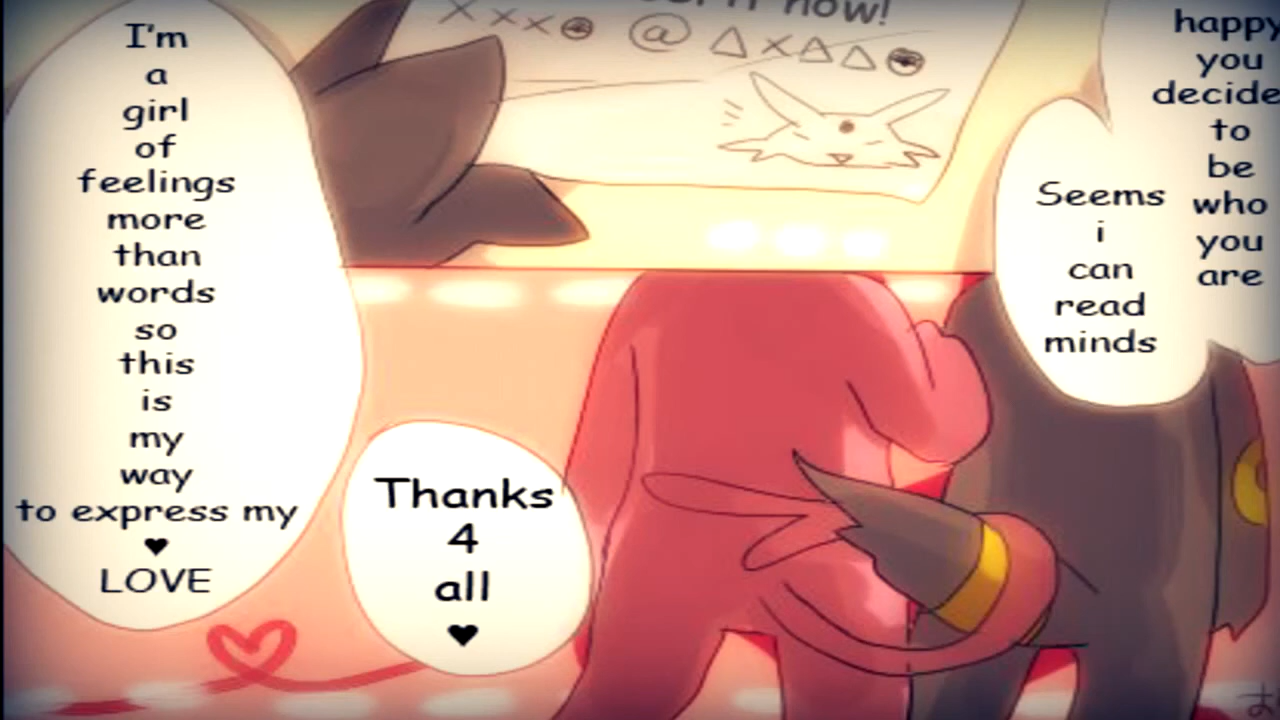 I'm
a
girl
of
feelings
more
than
words
so
this
is
my
way
to express my
♥
LOVE
now!
Thanks
4
all
♥
Seems
i
can
read
minds
happy
you
decide
to
be
who
you
are